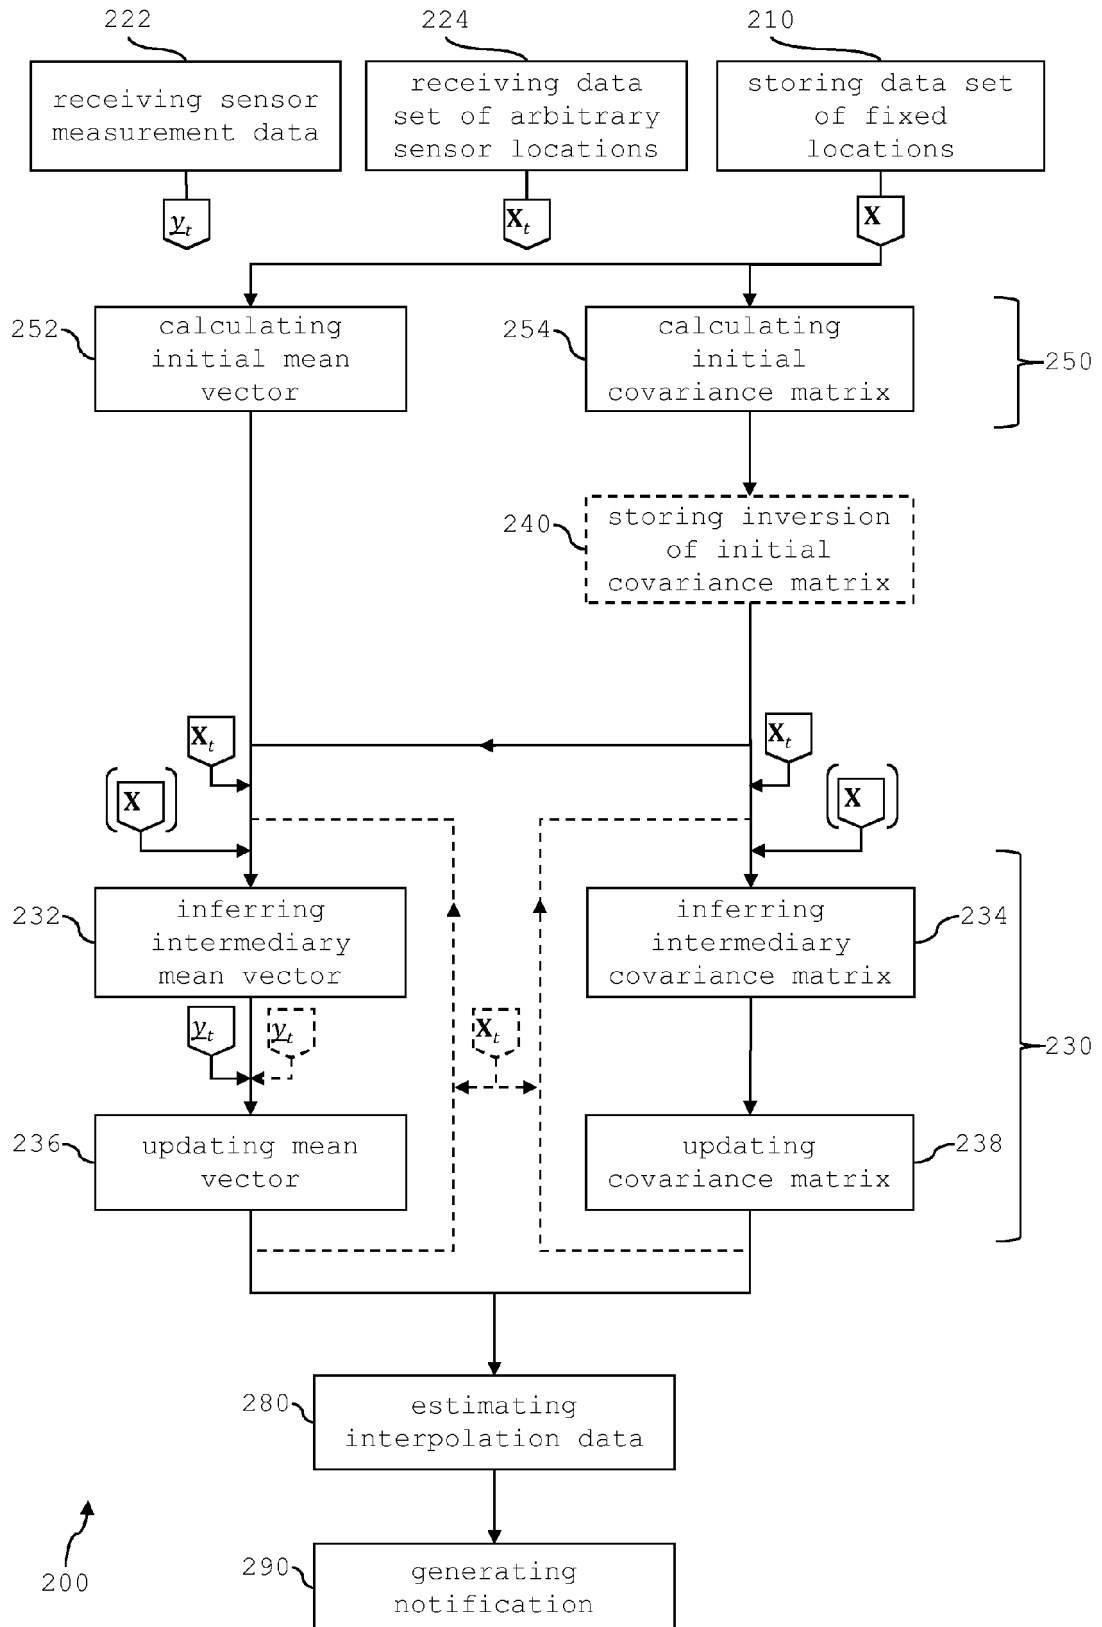 222
224
210
receiving sensor
measurement data
receiving data
set of arbitrary
sensor locations
storing data set
of fixed
locations
y_t
X_t
X
252
calculating
initial mean
vector
254
calculating
initial
covariance matrix
250
240
storing inversion
of initial
covariance matrix
X_t
X_t
(X)
(X)
232
inferring
intermediary
mean vector
inferring
intermediary
covariance matrix
234
y_t
y_t
X_t
230
236
updating mean
vector
updating
covariance matrix
238
280
estimating
interpolation data
200
290
generating
notification